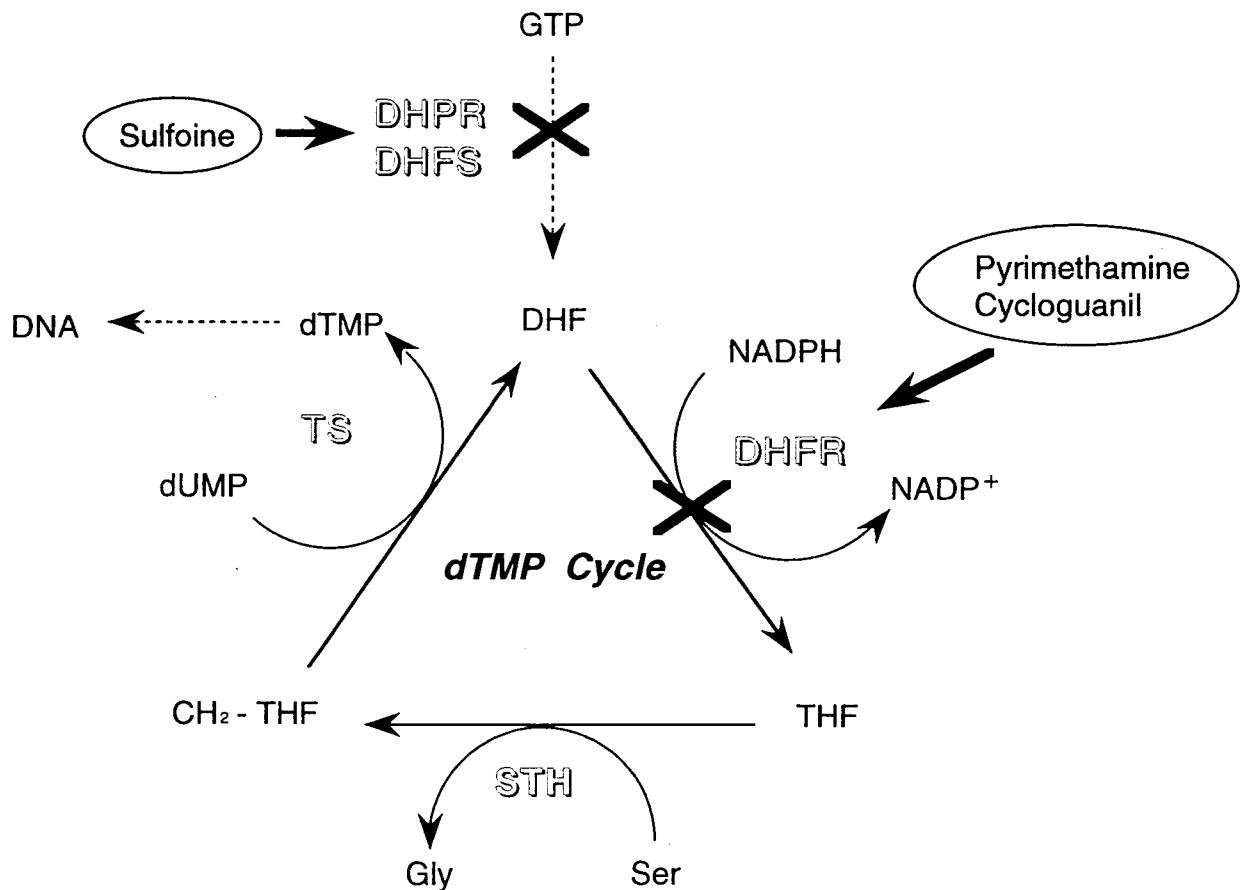 GTP
Sulfoine
DHPR
DHFS
Pyrimethamine
Cycloguanil
DNA
dTMP
DHF
NADPH
TS
DHFR
dUMP
NADP+
dTMP Cycle
CH₂ - THF
THF
STH
Gly
Ser